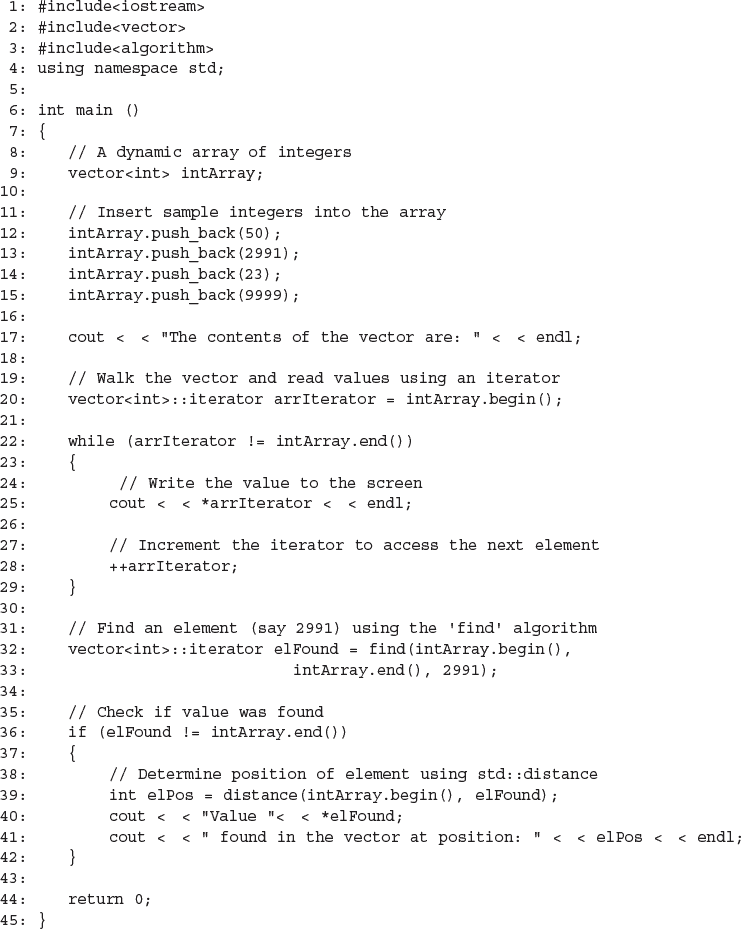 1: #include<iostream>
2: #include<vector>
3: #include<algorithm>
4: using namespace std;
5:
6: int main ()
7: {
8:    // A dynamic array of integers
9:    vector<int> intArray;
10:
11:    // Insert sample integers into the array
12:    intArray.push_back(50);
13:    intArray.push_back(2991);
14:    intArray.push_back(23);
15:    intArray.push_back(9999);
16:
17:    cout < < "The contents of the vector are: " < < endl;
18:
19:    // Walk the vector and read values using an iterator
20:    vector<int>::iterator arrIterator = intArray.begin();
21:
22:    while (arrIterator != intArray.end())
23:    {
24:         // Write the value to the screen
25:        cout < < *arrIterator < < endl;
26:
27:        // Increment the iterator to access the next element
28:        ++arrIterator;
29:    }
30:
31:    // Find an element (say 2991) using the 'find' algorithm
32:    vector<int>::iterator elFound = find(intArray.begin(),
33:                          intArray.end(), 2991);
34:
35:    // Check if value was found
36:    if (elFound != intArray.end())
37:    {
38:        // Determine position of element using std::distance
39:        int elPos = distance(intArray.begin(), elFound);
40:        cout < < "Value "< < *elFound;
41:        cout < < " found in the vector at position: " < < elPos < < endl;
42:    }
43:
44:    return 0;
45: }